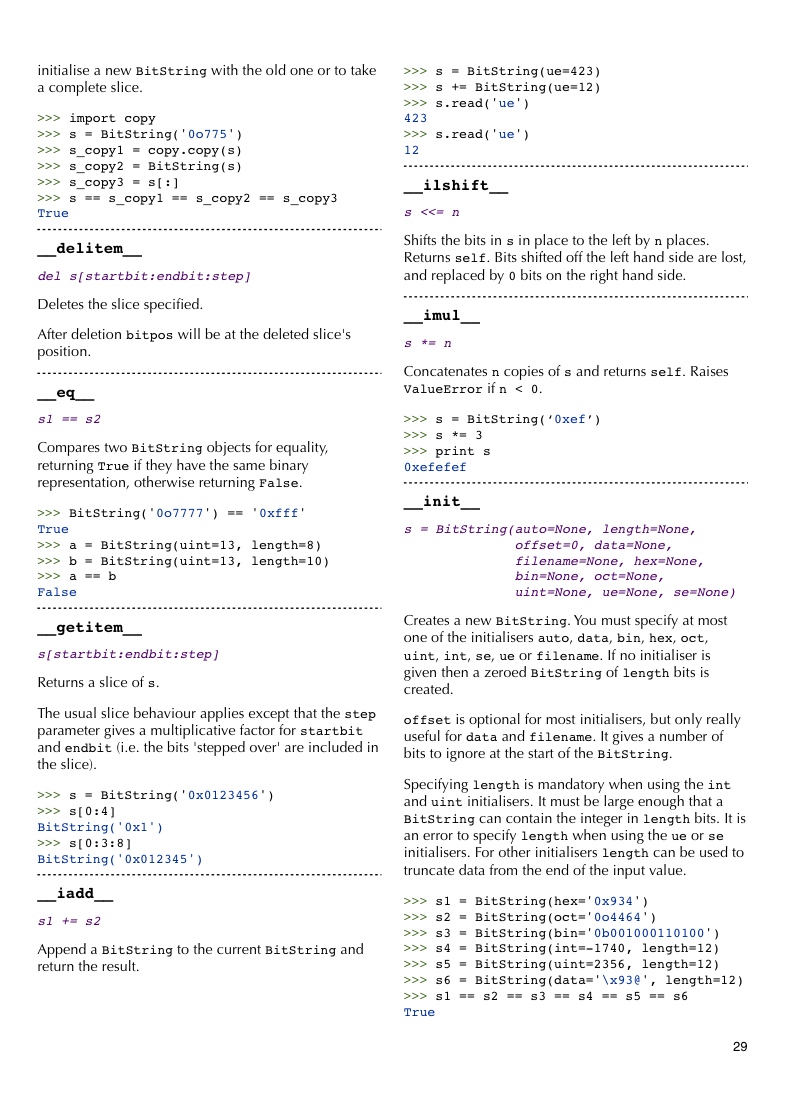 initialise a new BitString with the old one or to take
a complete slice.
>>> import copy
>>> s = BitString('0o775')
>>> s_copy1 = copy.copy(s)
>>> s_copy2 = BitString(s)
>>> s_copy3 = s[:]
>>> s == s_copy1 == s_copy2 == s_copy3
True
__delitem__
del s[startbit:endbit:step]
Deletes the slice specified.
After deletion bitpos will be at the deleted slice's
position.
__eq__
s1 == s2
Compares two BitString objects for equality,
returning True if they have the same binary
representation, otherwise returning False.
>>> BitString('0o7777') == '0xfff'
True
>>> a = BitString(uint=13, length=8)
>>> b = BitString(uint=13, length=10)
>>> a == b
False
__getitem__
s[startbit:endbit:step]
Returns a slice of s.
The usual slice behaviour applies except that the step
parameter gives a multiplicative factor for startbit
and endbit (i.e. the bits 'stepped over' are included in
the slice).
>>> s = BitString('0x0123456')
>>> s[0:4]
BitString('0x1')
>>> s[0:3:8]
BitString('0x012345')
__iadd__
s1 += s2
Append a BitString to the current BitString and
return the result.
>>> s = BitString(ue=423)
>>> s += BitString(ue=12)
>>> s.read('ue')
423
>>> s.read('ue')
12
__ilshift__
s <<= n
Shifts the bits in s in place to the left by n places.
Returns self. Bits shifted off the left hand side are lost,
and replaced by 0 bits on the right hand side.
__imul__
s *= n
Concatenates n copies of s and returns self. Raises
ValueError if n < 0.
>>> s = BitString(‘0xef’)
>>> s *= 3
>>> print s
0xefefef
__init__
s = BitString(auto=None, length=None,
offset=0, data=None,
filename=None, hex=None,
bin=None, oct=None,
uint=None, ue=None, se=None)
Creates a new BitString. You must specify at most
one of the initialisers auto, data, bin, hex, oct,
uint, int, se, ue or filename. If no initialiser is
given then a zeroed BitString of length bits is
created.
offset is optional for most initialisers, but only really
useful for data and filename. It gives a number of
bits to ignore at the start of the BitString.
Specifying length is mandatory when using the int
and uint initialisers. It must be large enough that a
BitString can contain the integer in length bits. It is
an error to specify length when using the ue or se
initialisers. For other initialisers length can be used to
truncate data from the end of the input value.
>>> s1 = BitString(hex='0x934')
>>> s2 = BitString(oct='0o4464')
>>> s3 = BitString(bin='0b001000110100')
>>> s4 = BitString(int=-1740, length=12)
>>> s5 = BitString(uint=2356, length=12)
>>> s6 = BitString(data='\x93@', length=12)
>>> s1 == s2 == s3 == s4 == s5 == s6
True
29